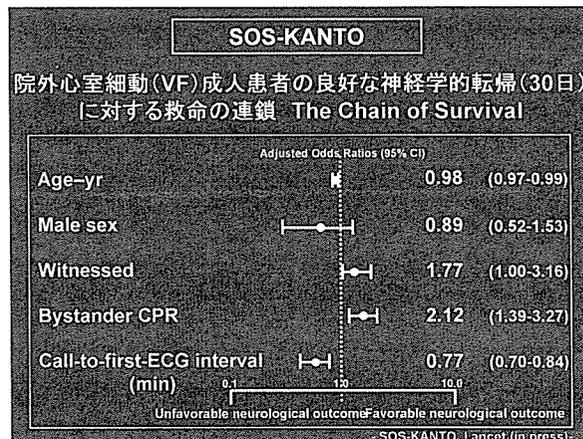 SOS-KANTO
院外心室細動(VF)成人患者の良好な神経学的転帰(30日)
に対する救命の連鎖 The Chain of Survival
Adjusted Odds Ratios (95% CI)
Age–yr 0.98 (0.97-0.99)
Male sex 0.89 (0.52-1.53)
Witnessed 1.77 (1.00-3.16)
Bystander CPR 2.12 (1.39-3.27)
Call-to-first-ECG interval 0.77 (0.70-0.84)
(min) 0.1 1.0 10.0
Unfavorable neurological outcome Favorable neurological outcome
SOS-KANTO, Lancet (in press)